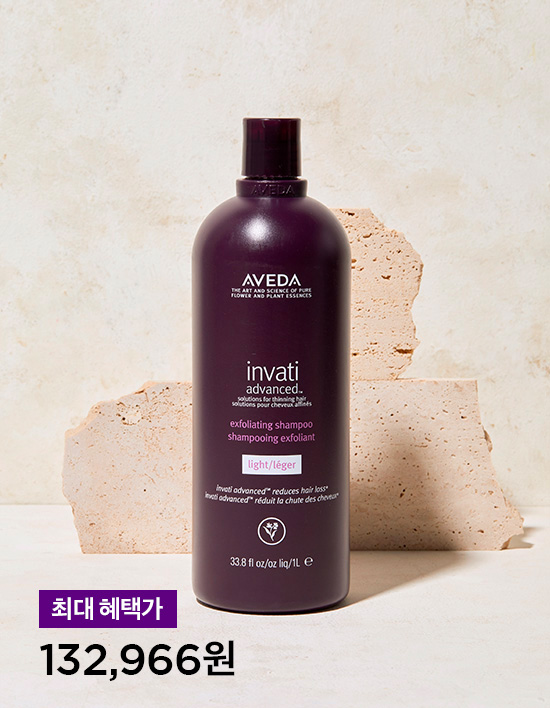 AVEDA
AVEDA
THE ART AND SCIENCE OF PURE
FLOWER AND PLANT ESSENCES
invati
advanced™
solutions for thinning hair
solutions pour cheveux affinés
exfoliating shampoo
shampooing exfoliant
light/léger
invati advanced™ reduces hair loss*
invati advanced™ réduit la chute des cheveux*
33.8 fl oz/oz liq/1L ℮
최대 혜택가
132,966원